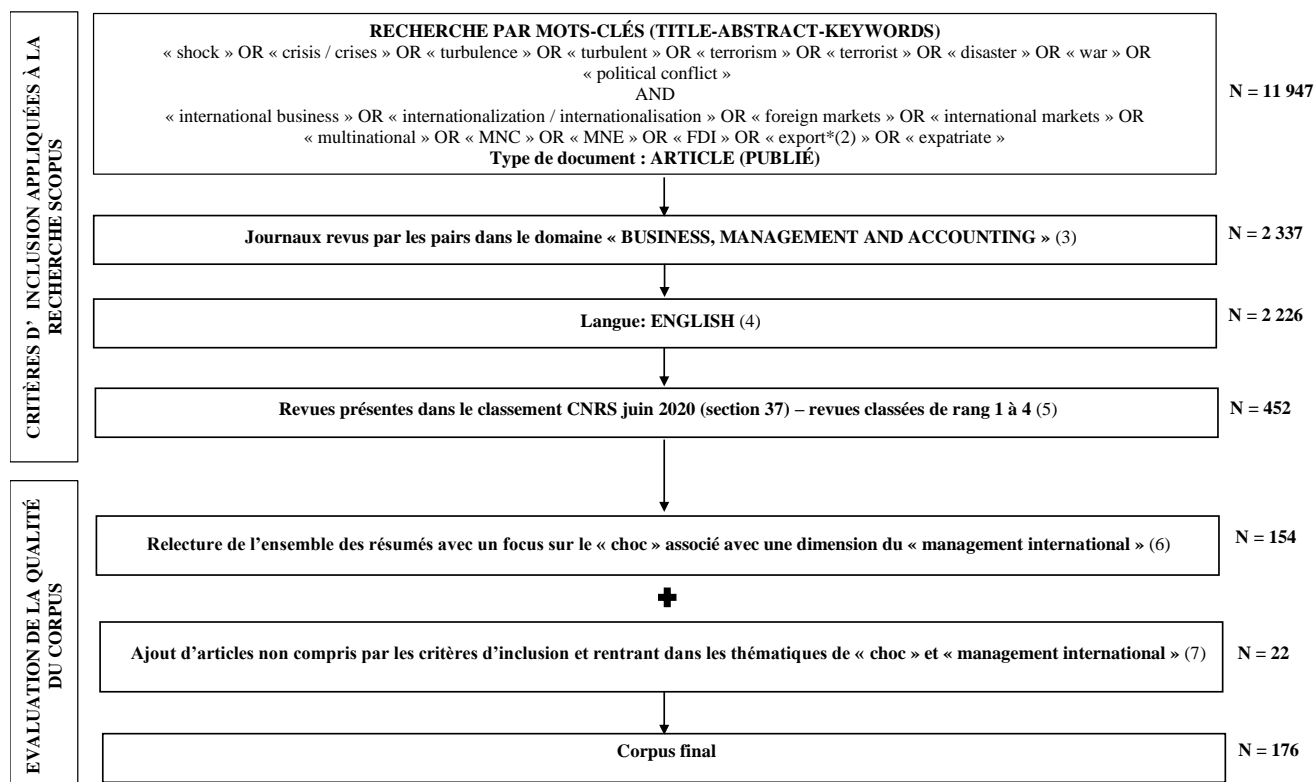 CRITÈRES D' INCLUSION APPLIQUÉES À LA
RECHERCHE SCOPUS
RECHERCHE PAR MOTS-CLÉS (TITLE-ABSTRACT-KEYWORDS)
« shock » OR « crisis / crises » OR « turbulence » OR « turbulent » OR « terrorism » OR « terrorist » OR « disaster » OR « war » OR
« political conflict »
AND
« international business » OR « internationalization / internationalisation » OR « foreign markets » OR « international markets » OR
« multinational » OR « MNC » OR « MNE » OR « FDI » OR « export*(2) » OR « expatriate »
Type de document : ARTICLE (PUBLIÉ)
N = 11 947
Journaux revus par les pairs dans le domaine « BUSINESS, MANAGEMENT AND ACCOUNTING » (3)
N = 2 337
Langue: ENGLISH (4)
N = 2 226
Revues présentes dans le classement CNRS juin 2020 (section 37) – revues classées de rang 1 à 4 (5)
N = 452
EVALUATION DE LA QUALITÉ
DU CORPUS
Relecture de l'ensemble des résumés avec un focus sur le « choc » associé avec une dimension du « management international » (6)
N = 154
Ajout d'articles non compris par les critères d'inclusion et rentrant dans les thématiques de « choc » et « management international » (7)
N = 22
Corpus final
N = 176